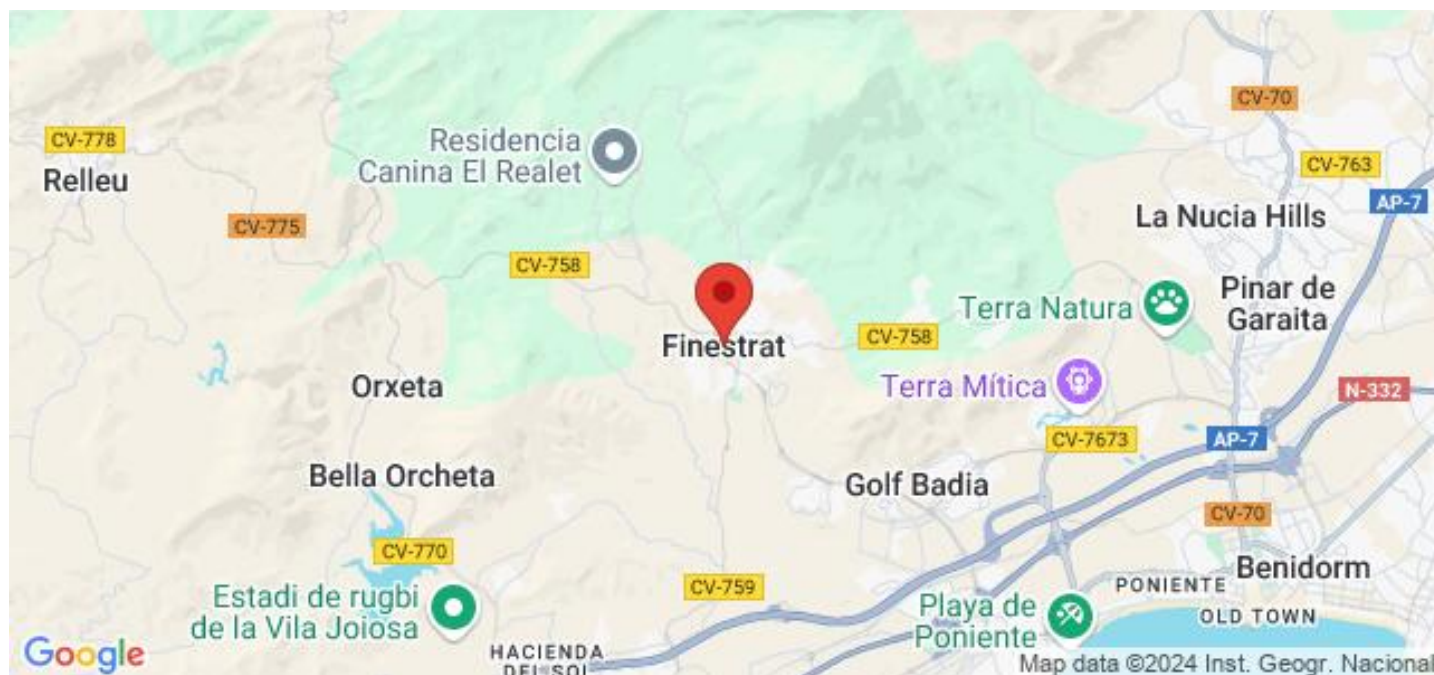 CV-70
CV-778
Relleu
Residencia
Canina El Realet
CV-763
AP-7
CV-775
La Nucia Hills
CV-758
Terra Natura
Pinar de
Garaita
CV-758
Finestrat
Orxeta
Terra Mítica
N-332
CV-7673
AP-7
Bella Orcheta
Golf Badia
CV-70
CV-770
Benidorm
CV-759
PONIENTE
Estadi de rugbi
de la Vila Joiosa
Playa de
Poniente
OLD TOWN
HACIENDA
DEL SOL
Google
Map data ©2024 Inst. Geogr. Nacional